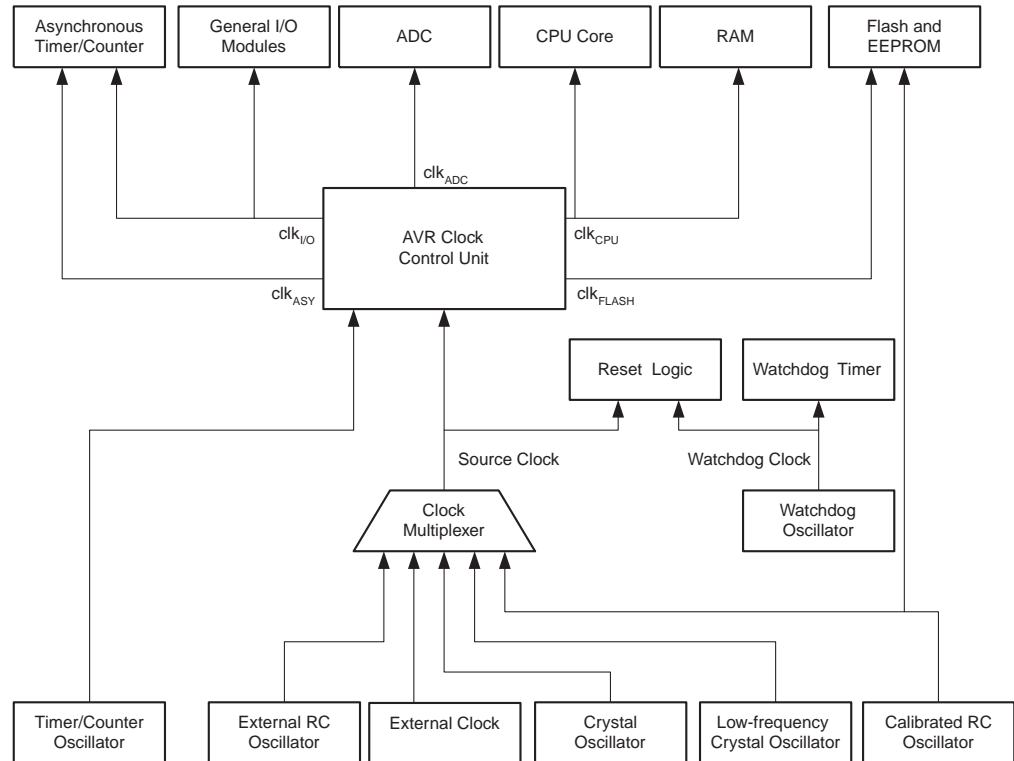 Asynchronous
Timer/Counter
General I/O
Modules
ADC
CPU Core
RAM
Flash and
EEPROM
clkADC
clkI/O
AVR Clock
Control Unit
clkCPU
clkASY
clkFLASH
Reset Logic
Watchdog Timer
Source Clock
Watchdog Clock
Clock
Multiplexer
Watchdog
Oscillator
Timer/Counter
Oscillator
External RC
Oscillator
External Clock
Crystal
Oscillator
Low-frequency
Crystal Oscillator
Calibrated RC
Oscillator